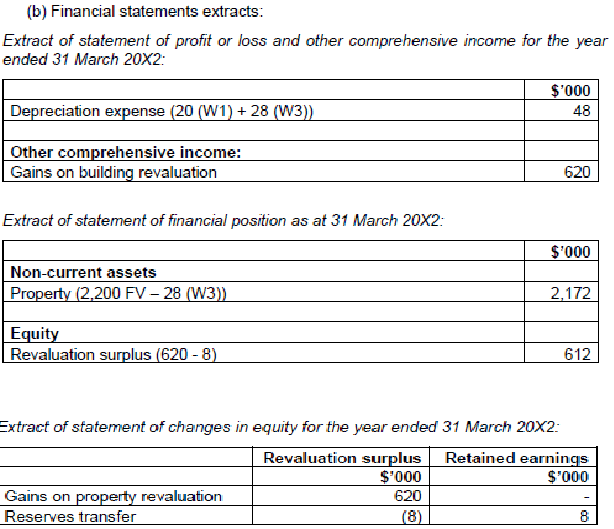 (b) Financial statements extracts:
Extract of statement of profit or loss and other comprehensive income for the year
ended 31 March 20X2:
$'000
Depreciation expense (20 (W1) + 28 (W3)) 48
Other comprehensive income:
Gains on building revaluation 620
Extract of statement of financial position as at 31 March 20X2:
$'000
Non-current assets
Property (2,200 FV – 28 (W3)) 2,172
Equity
Revaluation surplus (620 - 8) 612
Extract of statement of changes in equity for the year ended 31 March 20X2:
Revaluation surplus Retained earnings
$'000 $'000
Gains on property revaluation 620 -
Reserves transfer (8) 8